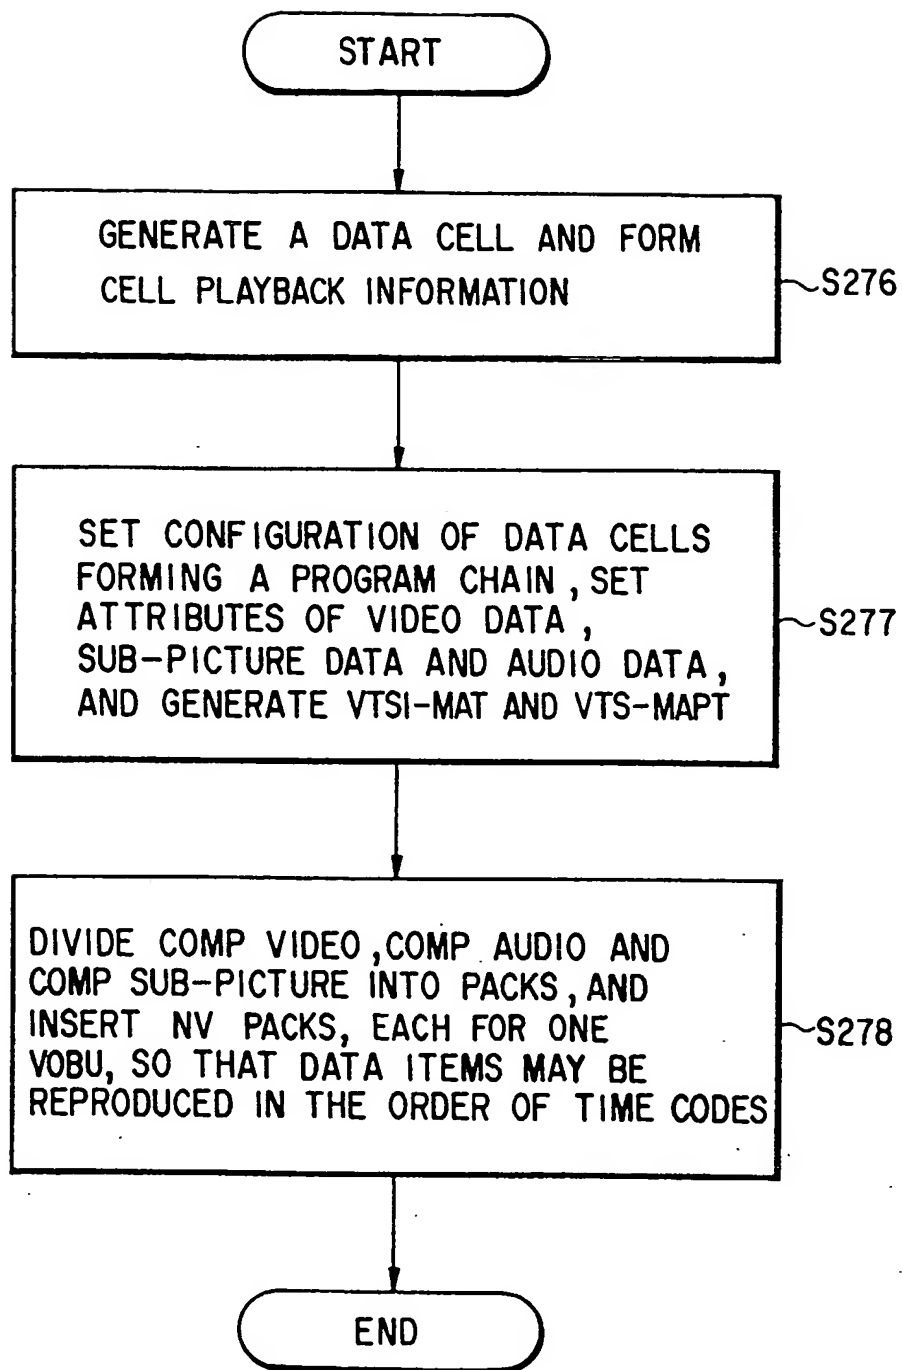 START
GENERATE A DATA CELL AND FORM
CELL PLAYBACK INFORMATION
S276
SET CONFIGURATION OF DATA CELLS
FORMING A PROGRAM CHAIN, SET
ATTRIBUTES OF VIDEO DATA,
SUB-PICTURE DATA AND AUDIO DATA,
AND GENERATE VTSI-MAT AND VTS-MAPT
S277
DIVIDE COMP VIDEO, COMP AUDIO AND
COMP SUB-PICTURE INTO PACKS, AND
INSERT NV PACKS, EACH FOR ONE
VOBU, SO THAT DATA ITEMS MAY BE
REPRODUCED IN THE ORDER OF TIME CODES
S278
END